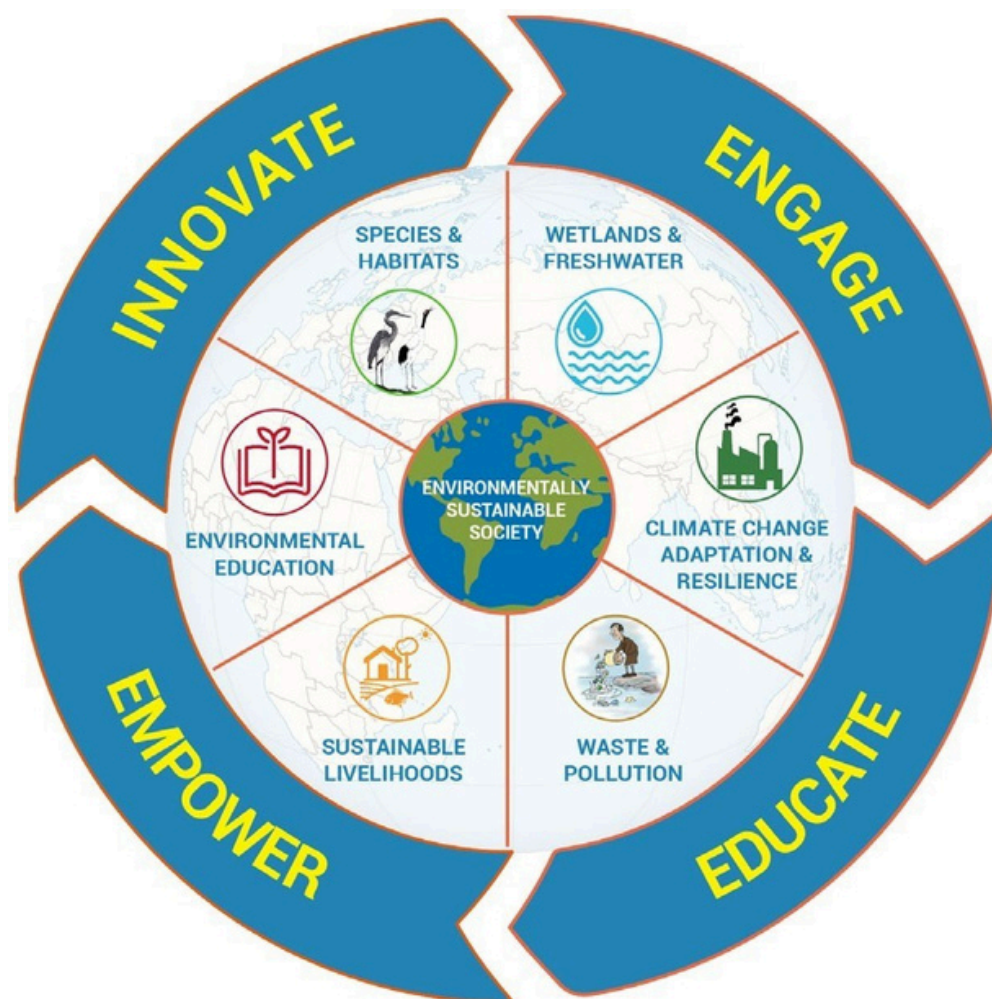 INNOVATE
ENGAGE
EDUCATE
EMPOWER
SPECIES &
HABITATS
WETLANDS &
FRESHWATER
CLIMATE CHANGE
ADAPTATION &
RESILIENCE
WASTE &
POLLUTION
SUSTAINABLE
LIVELIHOODS
ENVIRONMENTAL
EDUCATION
ENVIRONMENTALLY
SUSTAINABLE
SOCIETY